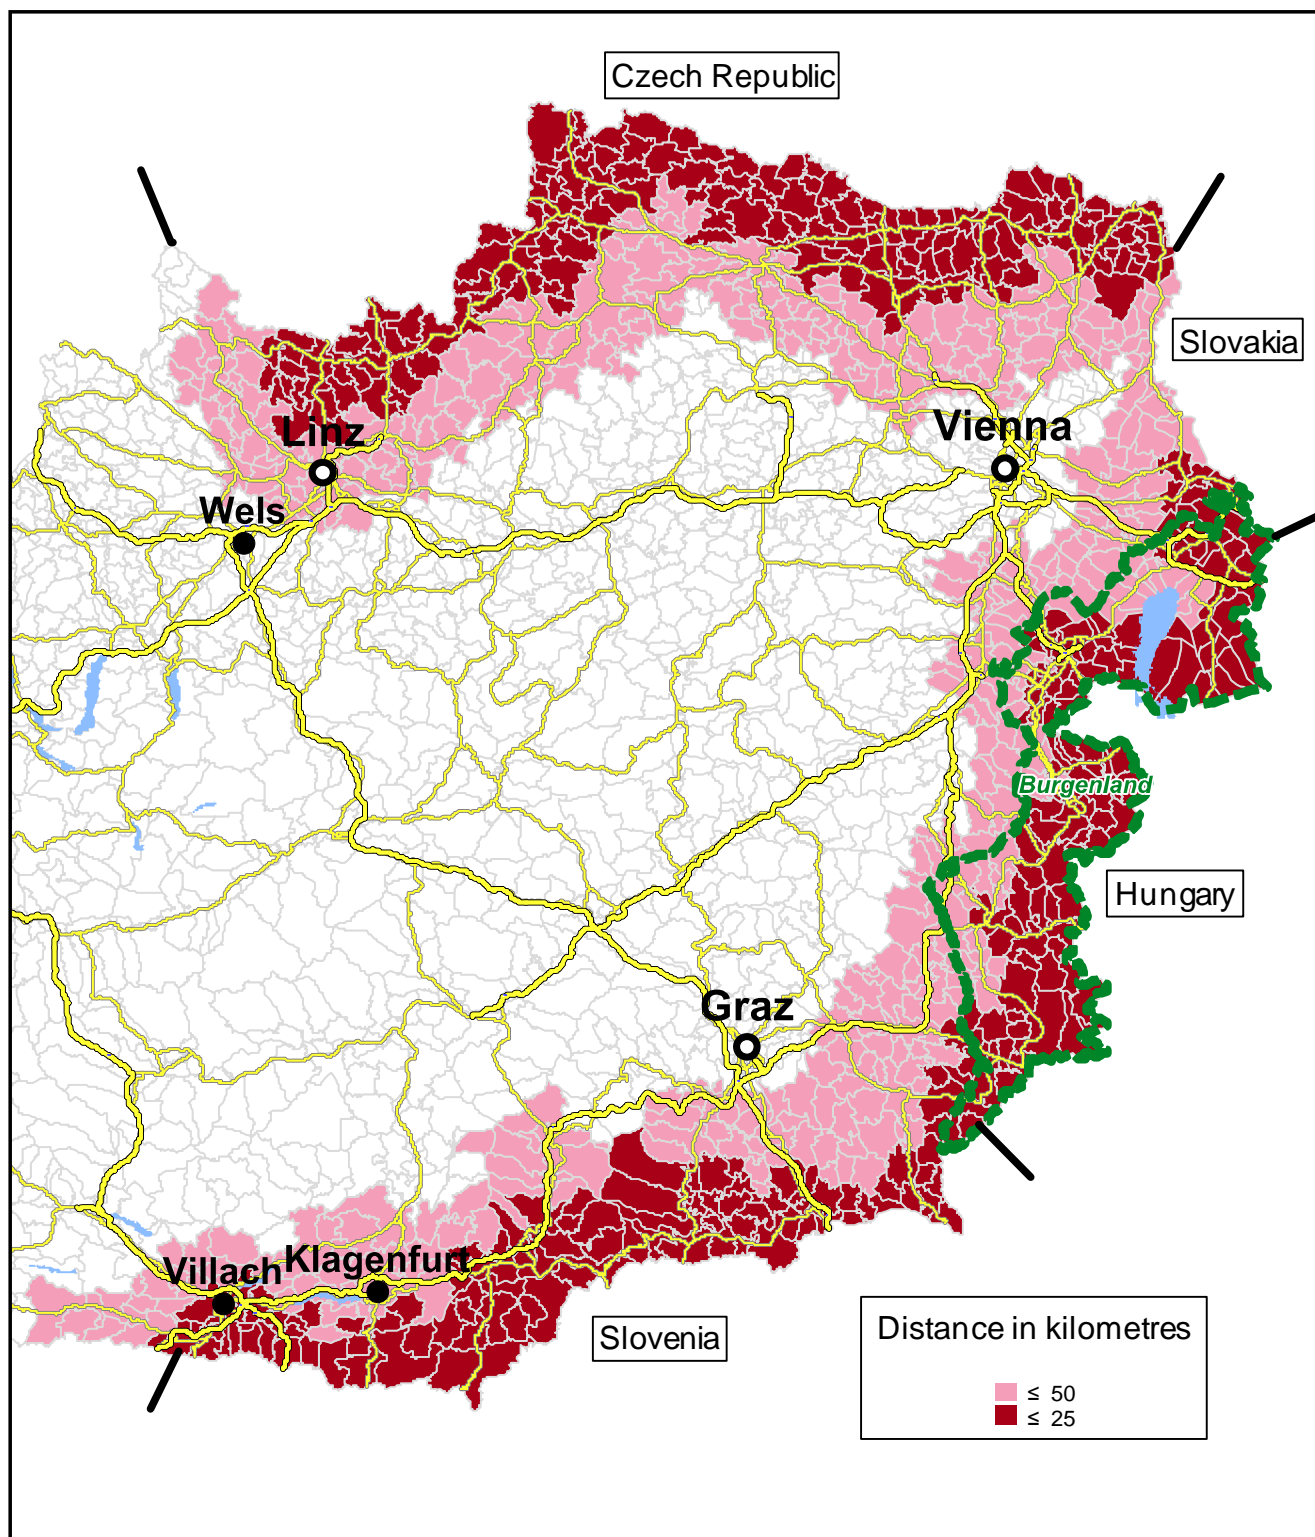 Czech Republic
Slovakia
Linz
Vienna
Wels
Burgenland
Hungary
Graz
Villach
Klagenfurt
Slovenia
Distance in kilometres
≤ 50
≤ 25